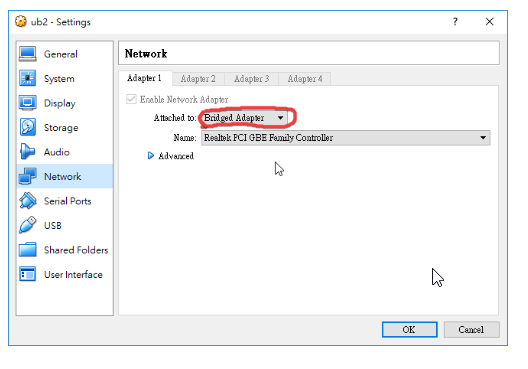 ub2 - Settings
General
System
Display
Storage
Audio
Network
Serial Ports
USB
Shared Folders
User Interface
Network
Adapter 1 Adapter 2 Adapter 3 Adapter 4
Enable Network Adapter
Attached to: Bridged Adapter
Name: Realtek PCI GBE Family Controller
Advanced
OK Cancel